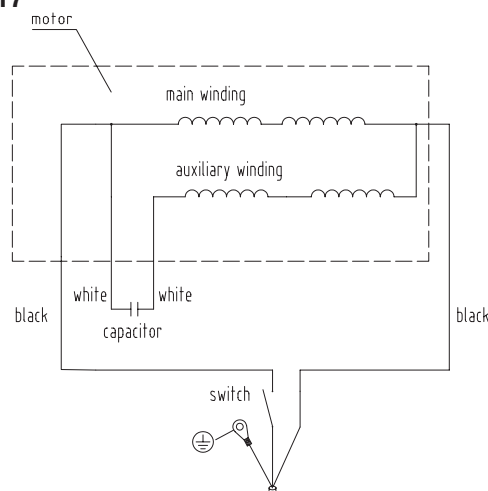 motor
main winding
auxiliary winding
white
white
black
capacitor
black
switch